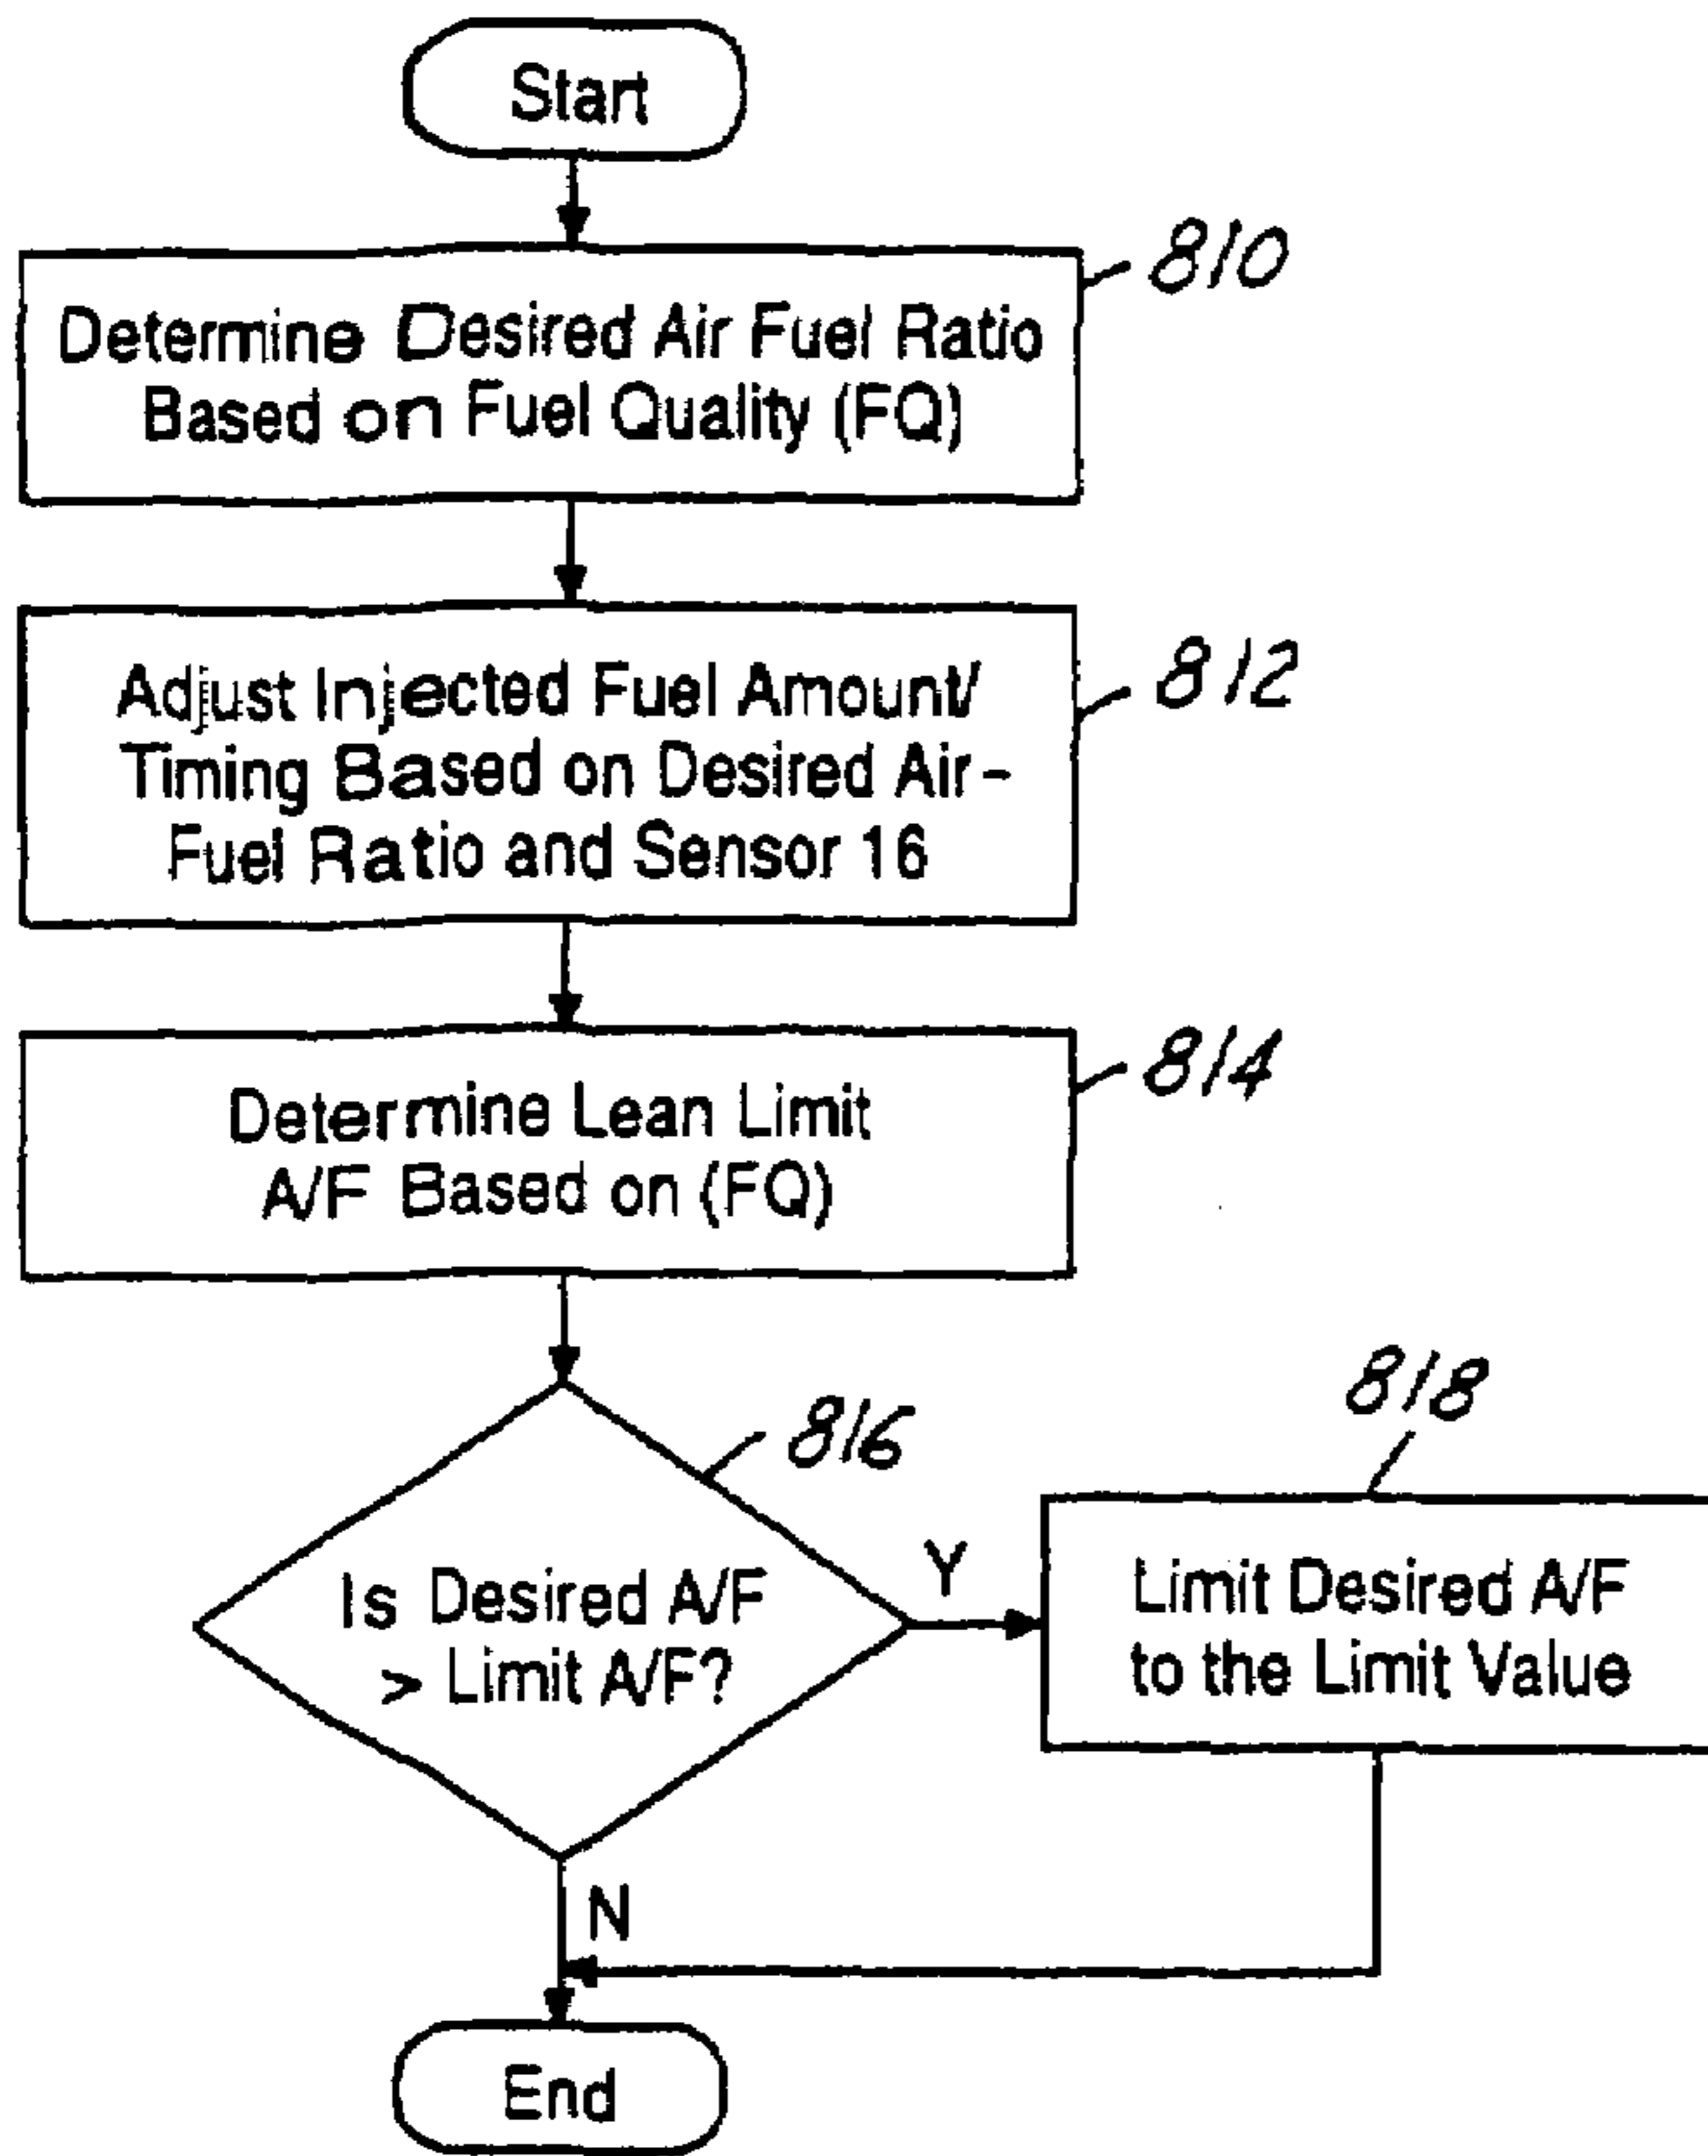 Start
810
Determine Desired Air Fuel Ratio
Based on Fuel Quality (FQ)
812
Adjust Injected Fuel Amount/
Timing Based on Desired Air-
Fuel Ratio and Sensor 16
814
Determine Lean Limit
A/F Based on (FQ)
816
818
Is Desired A/F
> Limit A/F?
Y
Limit Desired A/F
to the Limit Value
N
End